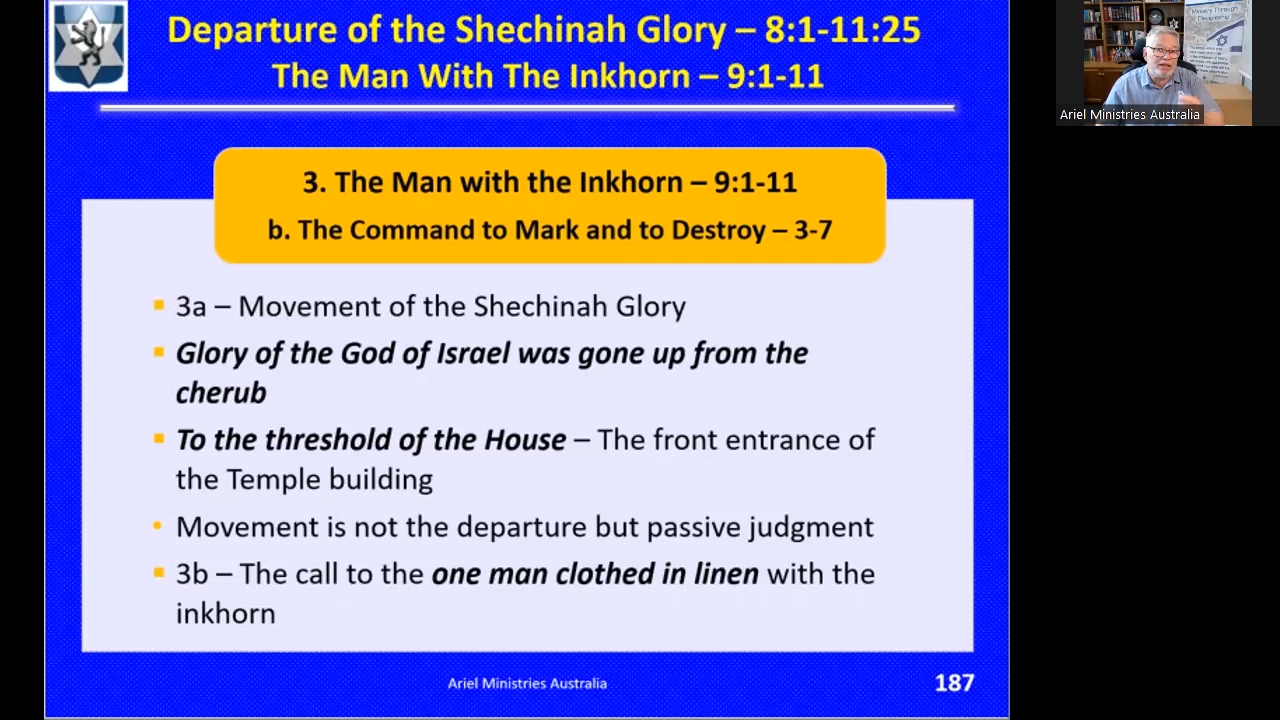 Departure of the Shechinah Glory – 8:1-11:25
The Man With The Inkhorn – 9:1-11
3. The Man with the Inkhorn – 9:1-11
b. The Command to Mark and to Destroy – 3-7
3a – Movement of the Shechinah Glory
Glory of the God of Israel was gone up from the
cherub
To the threshold of the House – The front entrance of
the Temple building
Movement is not the departure but passive judgment
3b – The call to the one man clothed in linen with the
inkhorn
Ariel Ministries Australia
187
Ministry Through
Discipleship
Ariel Ministries Australia